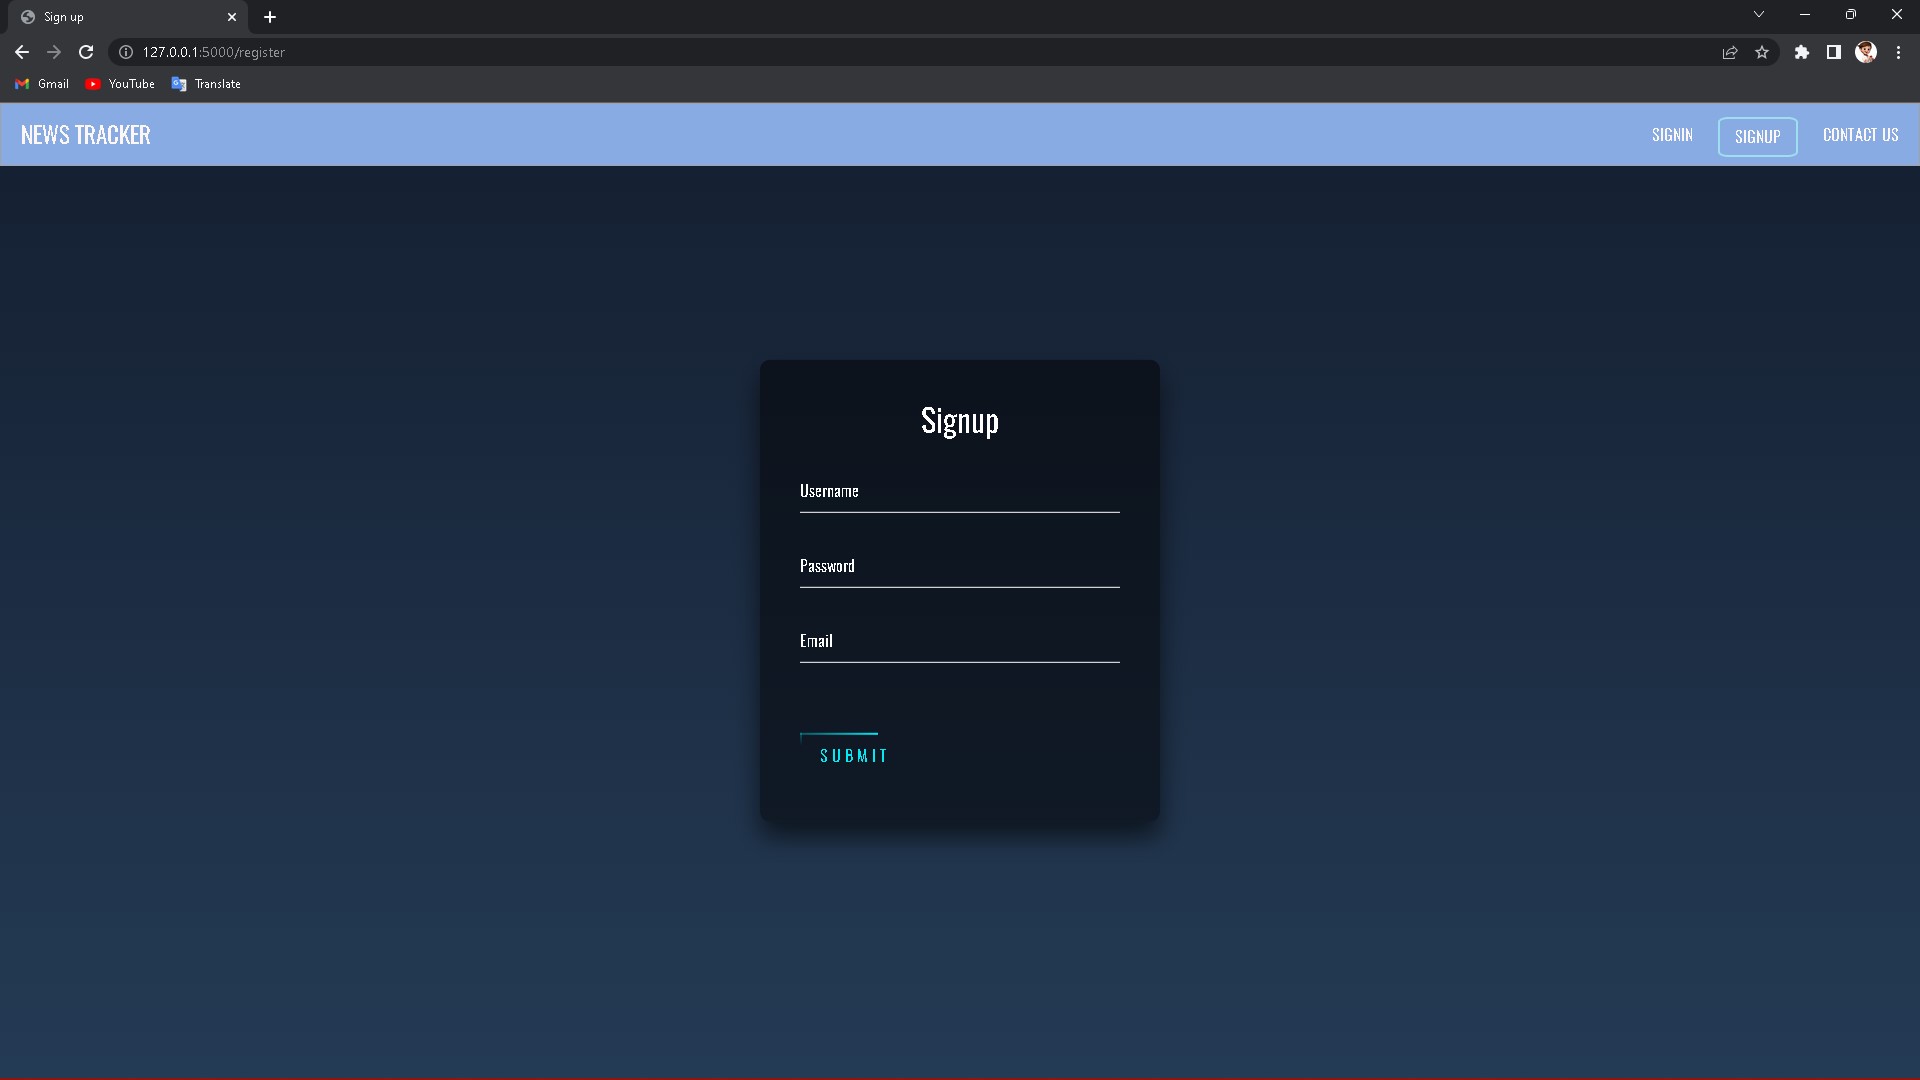 Sign up
127.0.0.1:5000/register
Gmail YouTube Translate
NEWS TRACKER SIGNIN SIGNUP CONTACT US
Signup
Username
Password
Email
SUBMIT